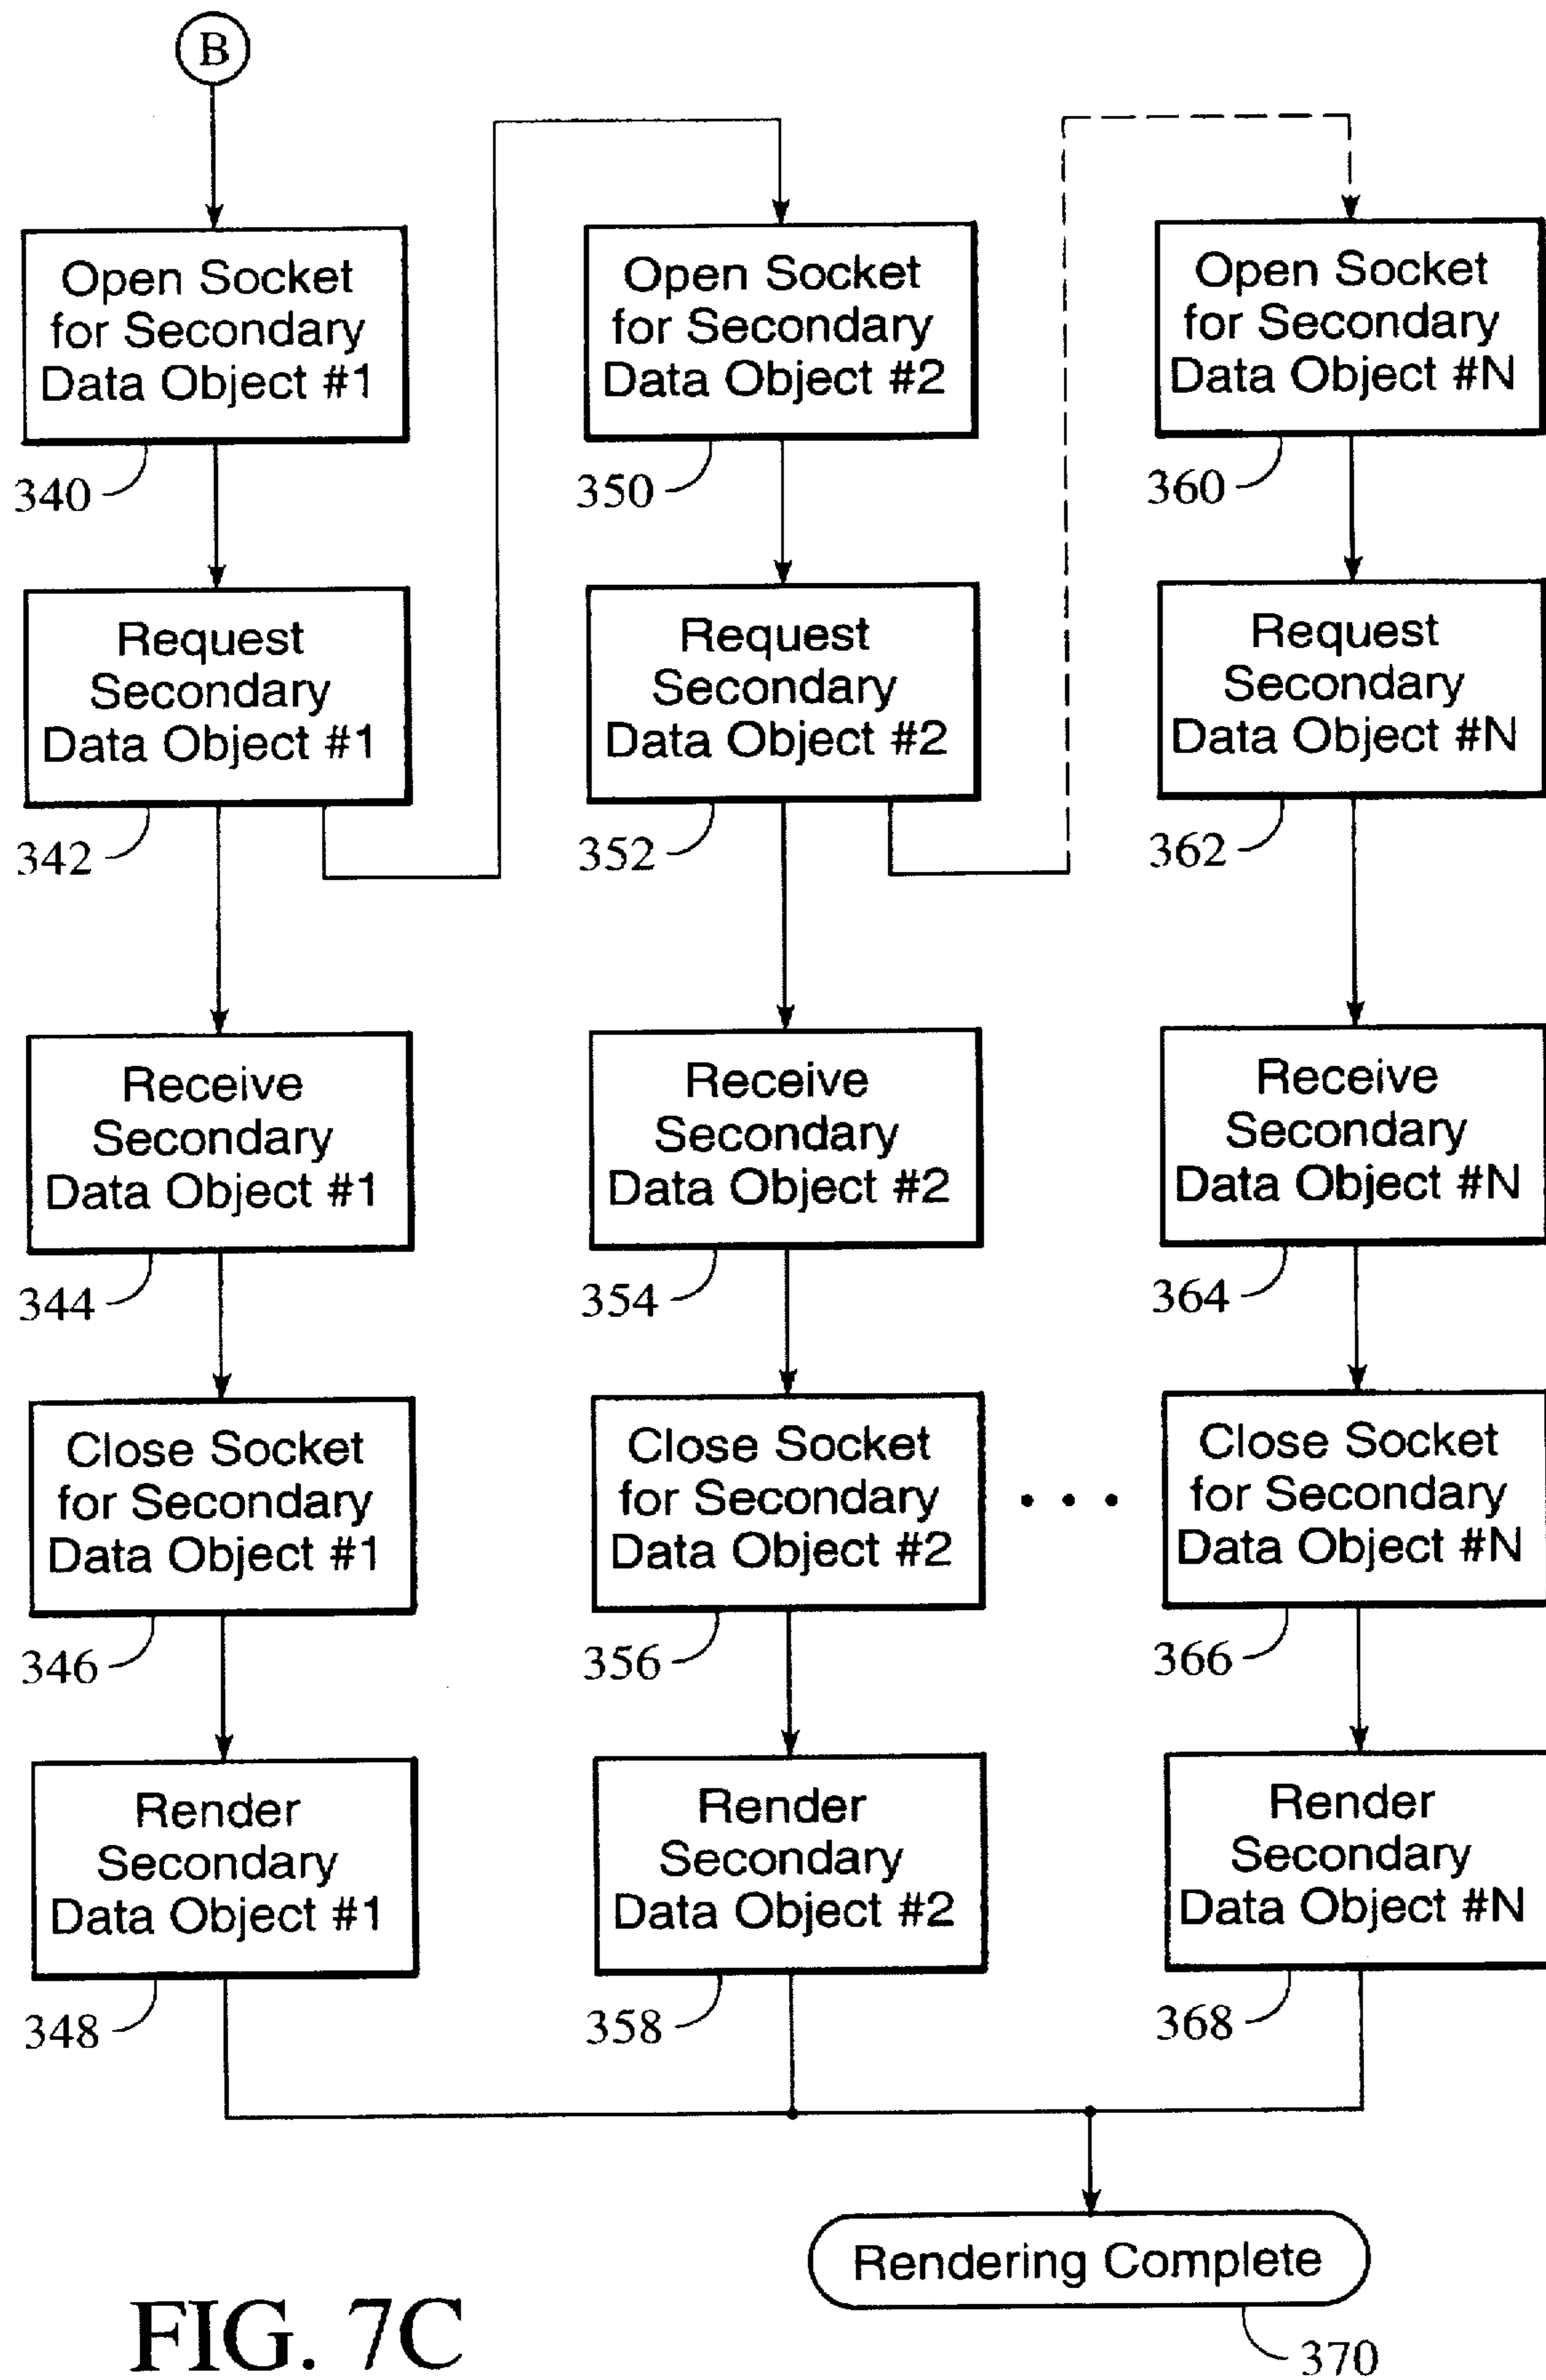 B
Open Socket
for Secondary
Data Object #1
340
Open Socket
for Secondary
Data Object #2
350
Open Socket
for Secondary
Data Object #N
360
Request
Secondary
Data Object #1
342
Request
Secondary
Data Object #2
352
Request
Secondary
Data Object #N
362
Receive
Secondary
Data Object #1
344
Receive
Secondary
Data Object #2
354
Receive
Secondary
Data Object #N
364
Close Socket
for Secondary
Data Object #1
346
Close Socket
for Secondary
Data Object #2
356
• • •
Close Socket
for Secondary
Data Object #N
366
Render
Secondary
Data Object #1
348
Render
Secondary
Data Object #2
358
Render
Secondary
Data Object #N
368
Rendering Complete
370
FIG. 7C